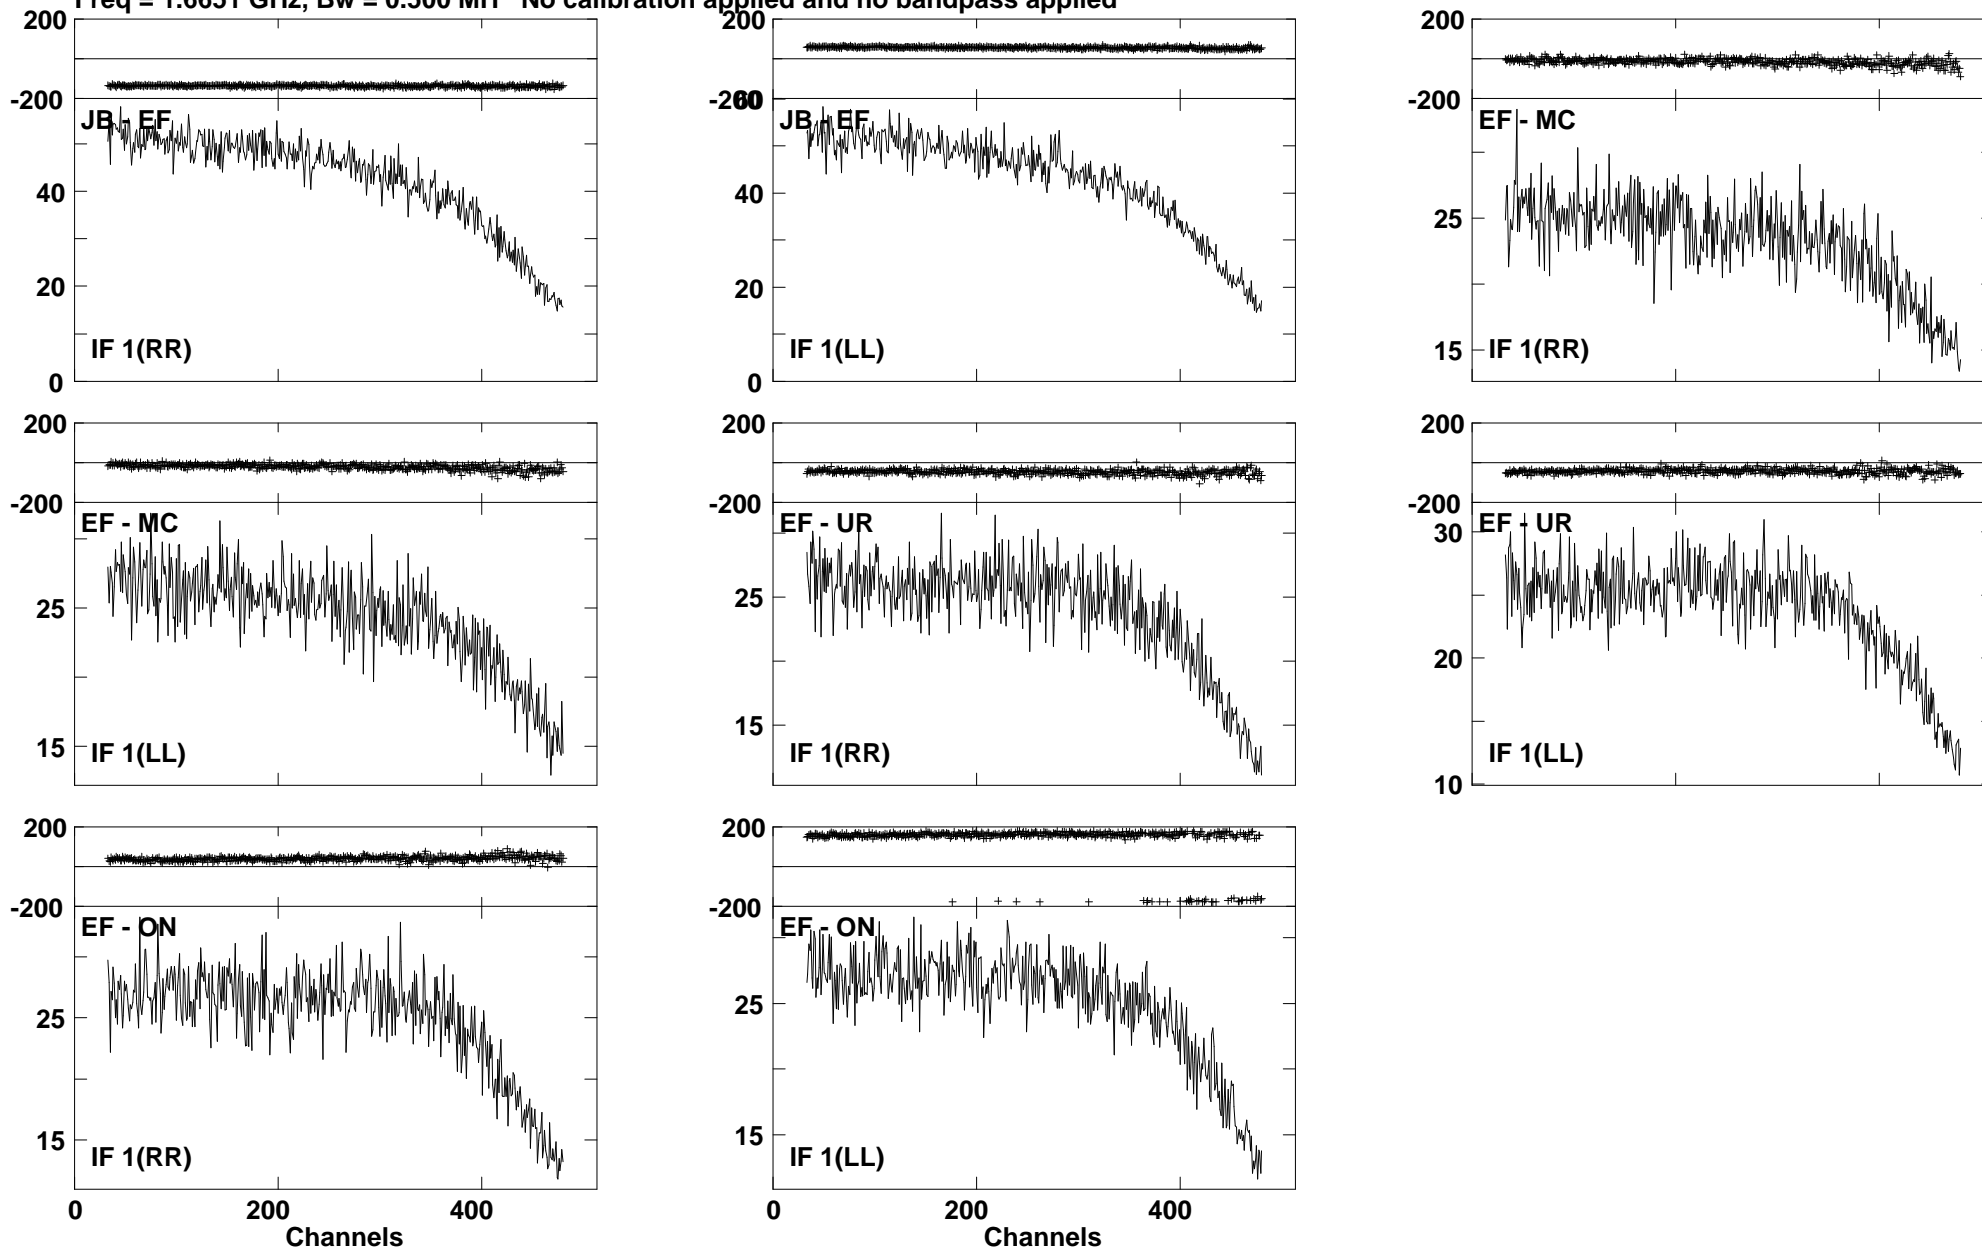 No calibration applied and no bandpass applied
200
-200
JB - EF
40
20
0
IF 1(RR)
200
JB - EF
40
20
0
IF 1(LL)
200
-200
EF - MC
25
15
IF 1(RR)
200
-200
EF - MC
25
15
IF 1(LL)
200
-200
EF - UR
25
15
IF 1(RR)
200
-200
EF - UR
30
20
10
IF 1(LL)
200
-200
EF - ON
25
15
IF 1(RR)
0
200
400
Channels
200
-200
EF - ON
25
15
IF 1(LL)
0
200
400
Channels